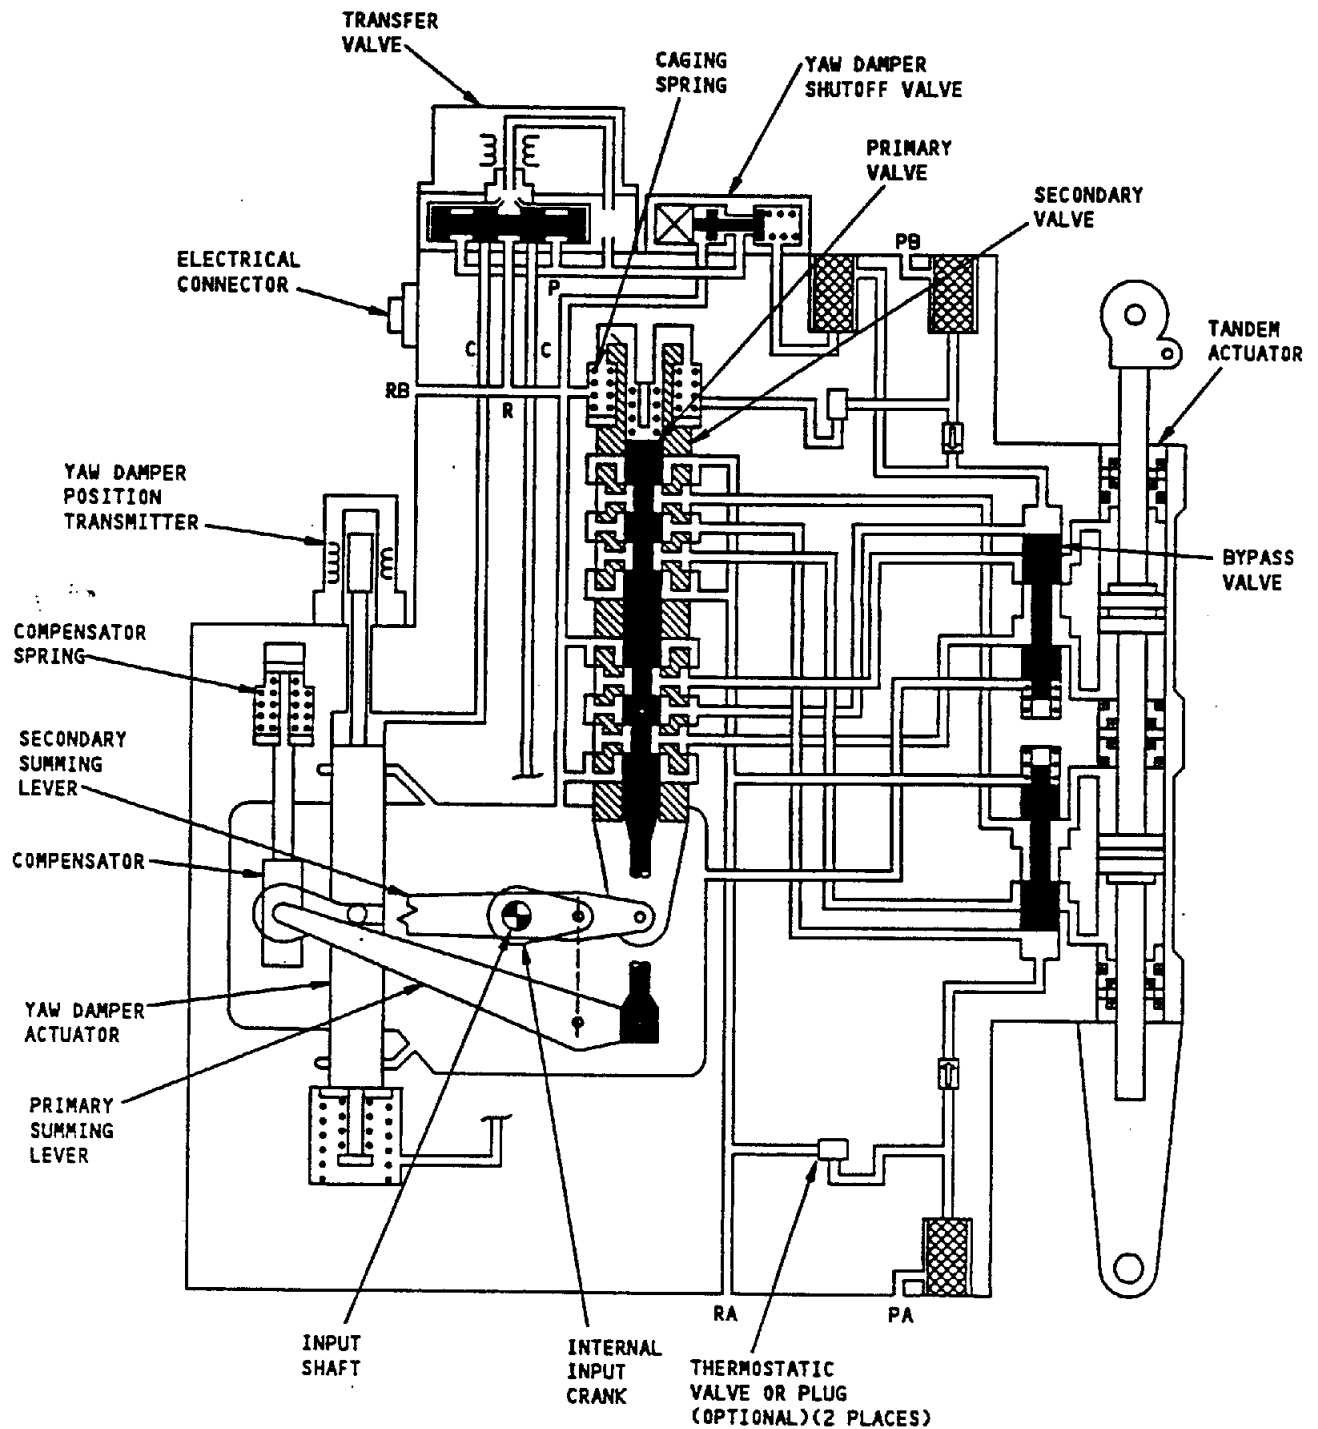 TRANSFER
VALVE
CAGING
SPRING
YAW DAMPER
SHUTOFF VALVE
PRIMARY
VALVE
SECONDARY
VALVE
PB
ELECTRICAL
CONNECTOR
P
C
C
RB
R
TANDEM
ACTUATOR
YAW DAMPER
POSITION
TRANSMITTER
BYPASS
VALVE
COMPENSATOR
SPRING
SECONDARY
SUMMING
LEVER
COMPENSATOR
YAW DAMPER
ACTUATOR
PRIMARY
SUMMING
LEVER
RA
PA
INPUT
SHAFT
INTERNAL
INPUT
CRANK
THERMOSTATIC
VALVE OR PLUG
(OPTIONAL)(2 PLACES)